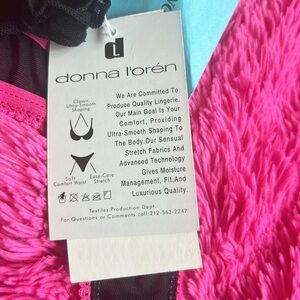 d
donna l'orén
Classic
Ultra-Smooth
Shaping
We Are Committed To
Produce Quality Lingerie.
Our Main Goal Is Your
Comfort, Providing
Ultra-Smooth Shaping To
The Body.Our Sensual
Stretch Fabrics And
Advanced Technology
Gives Moisture
Management, Fit,And
Luxurious Quality.
Soft
Comfort Waist
Easy-Care
Stretch
Textiles Production Dept.
For Questions or Comments call:212-563-2247